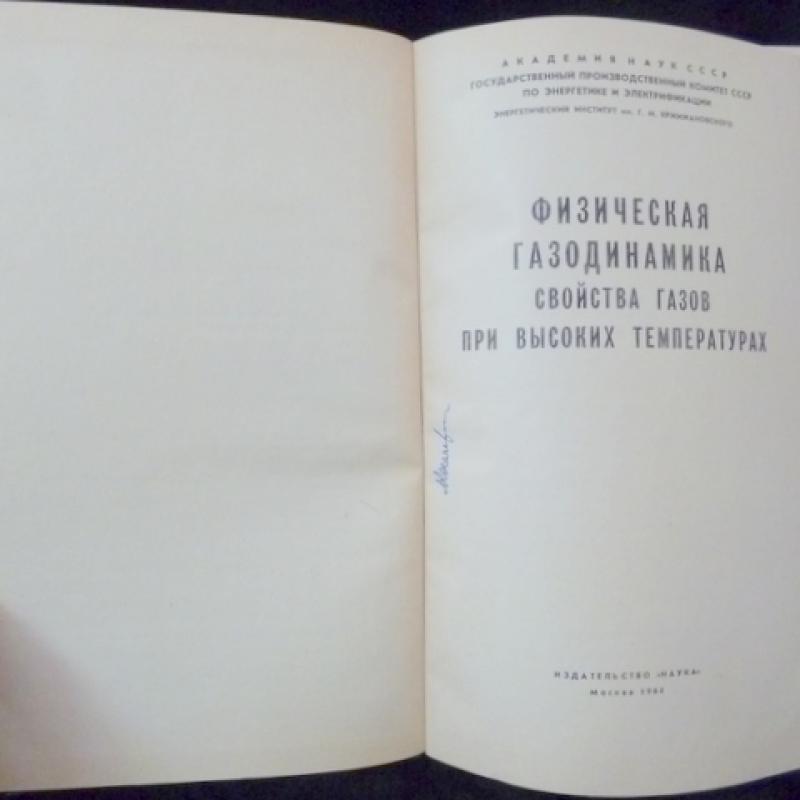 АКАДЕМИЯ НАУК СССР
ГОСУДАРСТВЕННЫЙ ПРОИЗВОДСТВЕННЫЙ КОМИТЕТ СССР
ПО ЭНЕРГЕТИКЕ И ЭЛЕКТРИФИКАЦИИ
ЭНЕРГЕТИЧЕСКИЙ ИНСТИТУТ им. Г. М. КРЖИЖАНОВСКОГО
ФИЗИЧЕСКАЯ
ГАЗОДИНАМИКА
СВОЙСТВА ГАЗОВ
ПРИ ВЫСОКИХ ТЕМПЕРАТУРАХ
ИЗДАТЕЛЬСТВО «НАУКА»
Москва